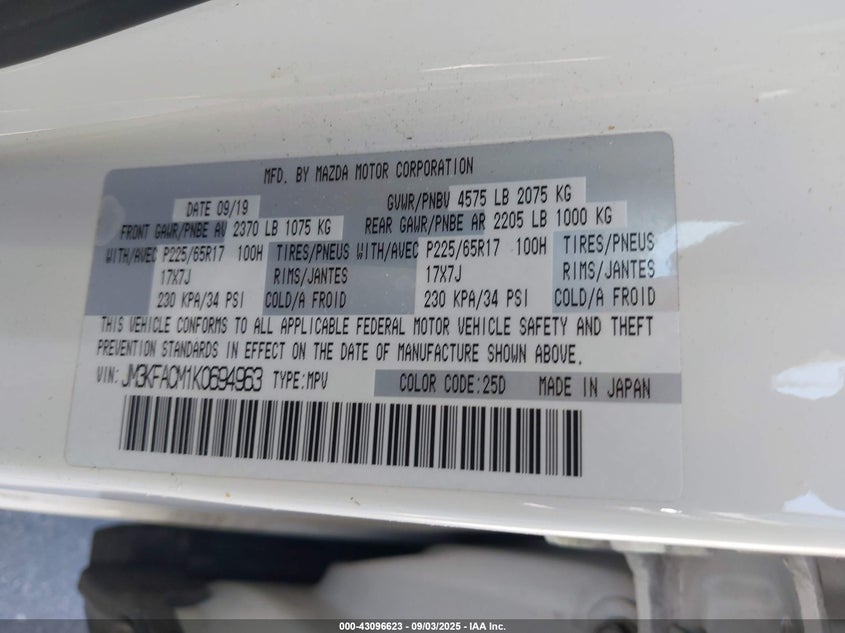 MFD. BY MAZDA MOTOR CORPORATION
DATE 09/19 GVWR/PNBV 4575 LB 2075 KG
FRONT GAWR/PNBE AV 2370 LB 1075 KG REAR GAWR/PNBE AR 2205 LB 1000 KG
WITH/AVEC P225/65R17 100H TIRES/PNEUS WITH/AVEC P225/65R17 100H TIRES/PNEUS
17X7J RIMS/JANTES 17X7J RIMS/JANTES
230 KPA/34 PSI COLD/A FROID 230 KPA/34 PSI COLD/A FROID
THIS VEHICLE CONFORMS TO ALL APPLICABLE FEDERAL MOTOR VEHICLE SAFETY AND THEFT
PREVENTION STANDARDS IN EFFECT ON THE DATE OF MANUFACTURE SHOWN ABOVE.
VIN: JM3KFACM1K0694963 TYPE:MPV COLOR CODE:25D MADE IN JAPAN
000-43096623 - 09/03/2025 - IAA Inc.